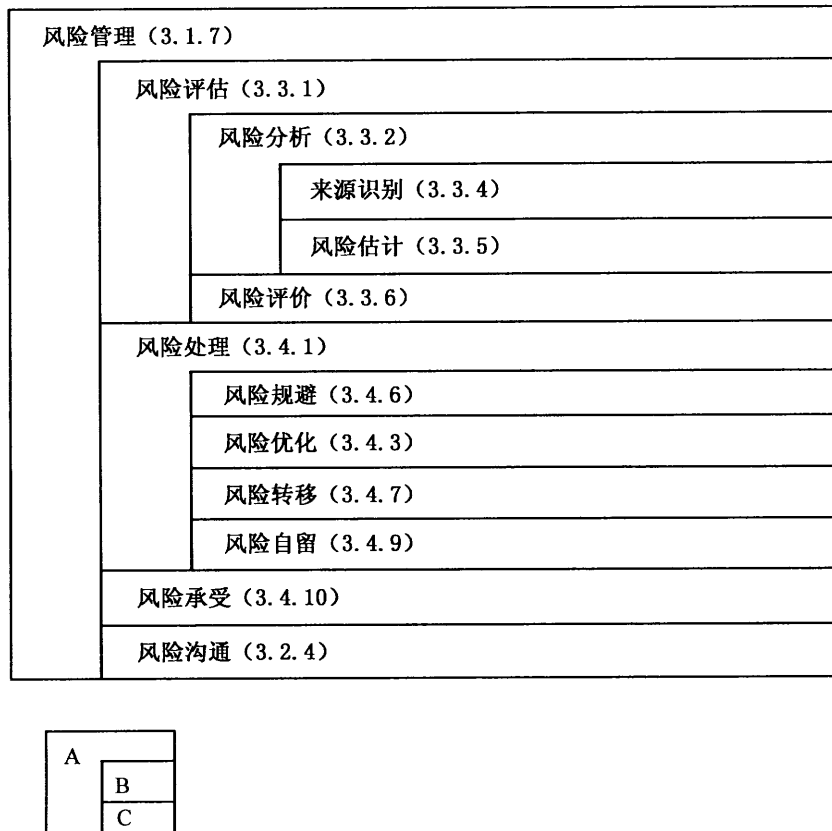 风险管理（3.1.7）
风险评估（3.3.1）
风险分析（3.3.2）
来源识别（3.3.4）
风险估计（3.3.5）
风险评价（3.3.6）
风险处理（3.4.1）
风险规避（3.4.6）
风险优化（3.4.3）
风险转移（3.4.7）
风险自留（3.4.9）
风险承受（3.4.10）
风险沟通（3.2.4）
A
B
C